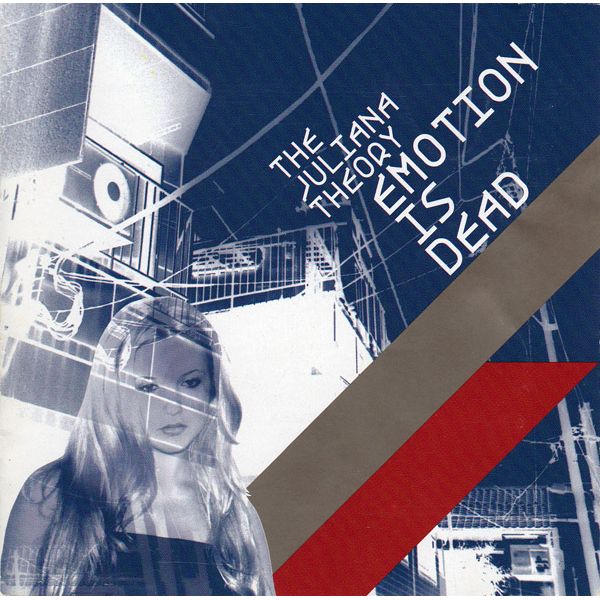 THE
JULIANA
THEORY
EMOTION
IS
DEAD